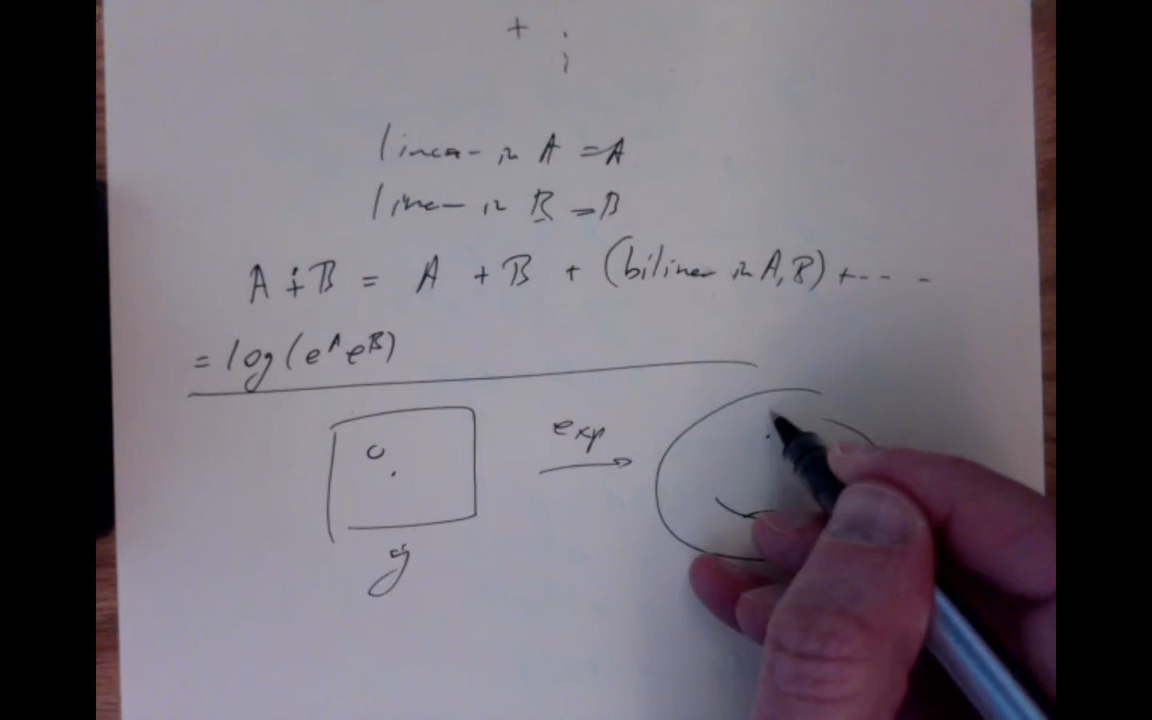 + ;
linear in A = A
linear in B = B
A ∔ B = A + B + (bilinear in A, B) + - - - -
= log(e^A e^B)
exp
0
g